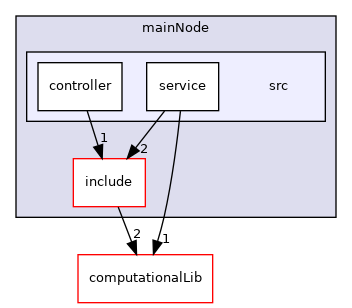 mainNode
controller
service
src
1
2
include
2
1
computationalLib